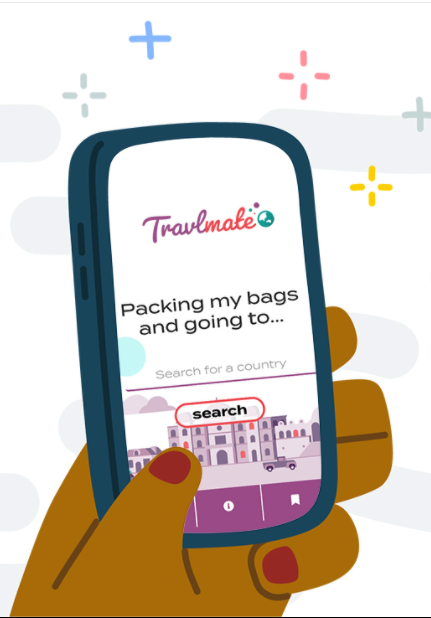 Travlmate
Packing my bags
and going to...
Search for a country
search